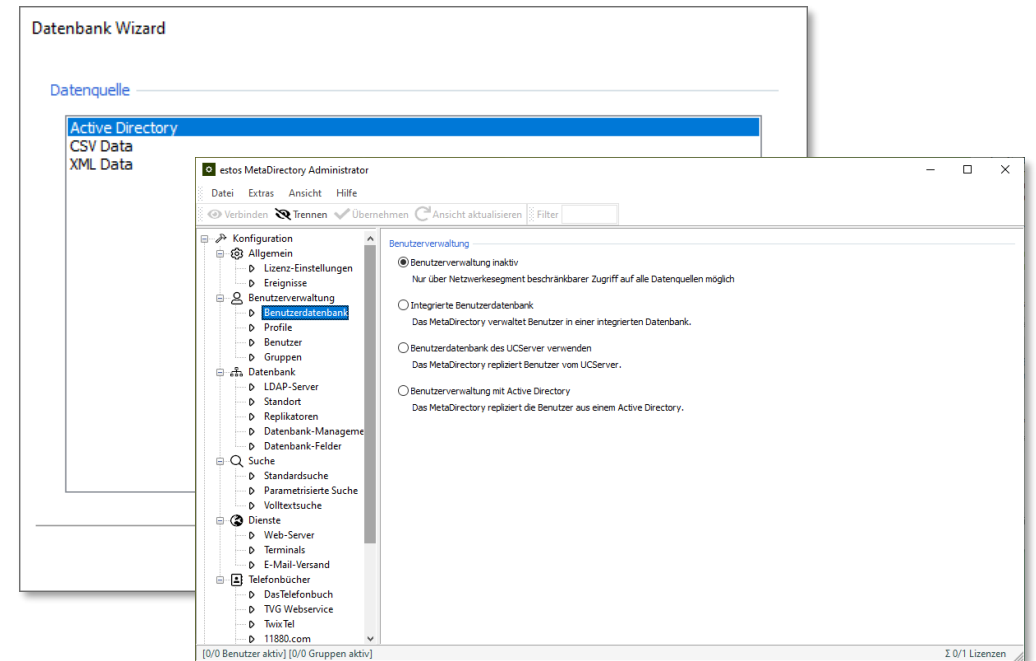 Datenbank Wizard
Datenquelle
Active Directory
CSV Data
XML Data
estos MetaDirectory Administrator
Datei Extras Ansicht Hilfe
Verbinden Trennen Übernehmen Ansicht aktualisieren Filter
Konfiguration
Allgemein
Lizenz-Einstellungen
Ereignisse
Benutzerverwaltung
Benutzerdatenbank
Profile
Benutzer
Gruppen
Datenbank
LDAP-Server
Standort
Replikatoren
Datenbank-Manageme
Datenbank-Felder
Suche
Standardsuche
Parametrisierte Suche
Volltextsuche
Dienste
Web-Server
Terminals
E-Mail-Versand
Telefonbücher
DasTelefonbuch
TVG Webservice
TwixTel
11880.com
Benutzerverwaltung
Benutzerverwaltung inaktiv
Nur über Netzwerkesegment beschränkbarer Zugriff auf alle Datenquellen möglich
Integrierte Benutzerdatenbank
Das MetaDirectory verwaltet Benutzer in einer integrierten Datenbank.
Benutzerdatenbank des UCServer verwenden
Das MetaDirectory repliziert Benutzer vom UCServer.
Benutzerverwaltung mit Active Directory
Das MetaDirectory repliziert die Benutzer aus einem Active Directory.
[0/0 Benutzer aktiv] [0/0 Gruppen aktiv] Σ 0/1 Lizenzen